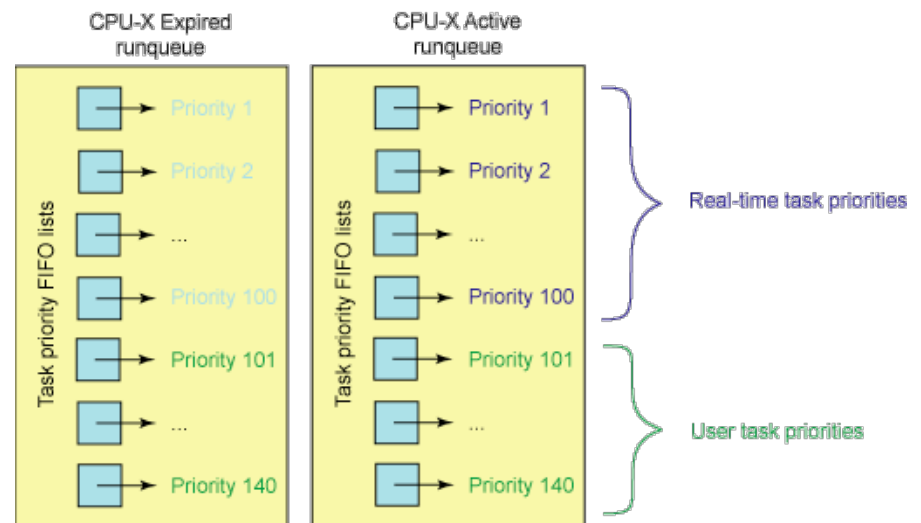 CPU-X Expired
runqueue
Task priority FIFO lists
Priority 1
Priority 2
...
Priority 100
Priority 101
...
Priority 140
CPU-X Active
runqueue
Task priority FIFO lists
Priority 1
Priority 2
...
Priority 100
Priority 101
...
Priority 140
Real-time task priorities
User task priorities